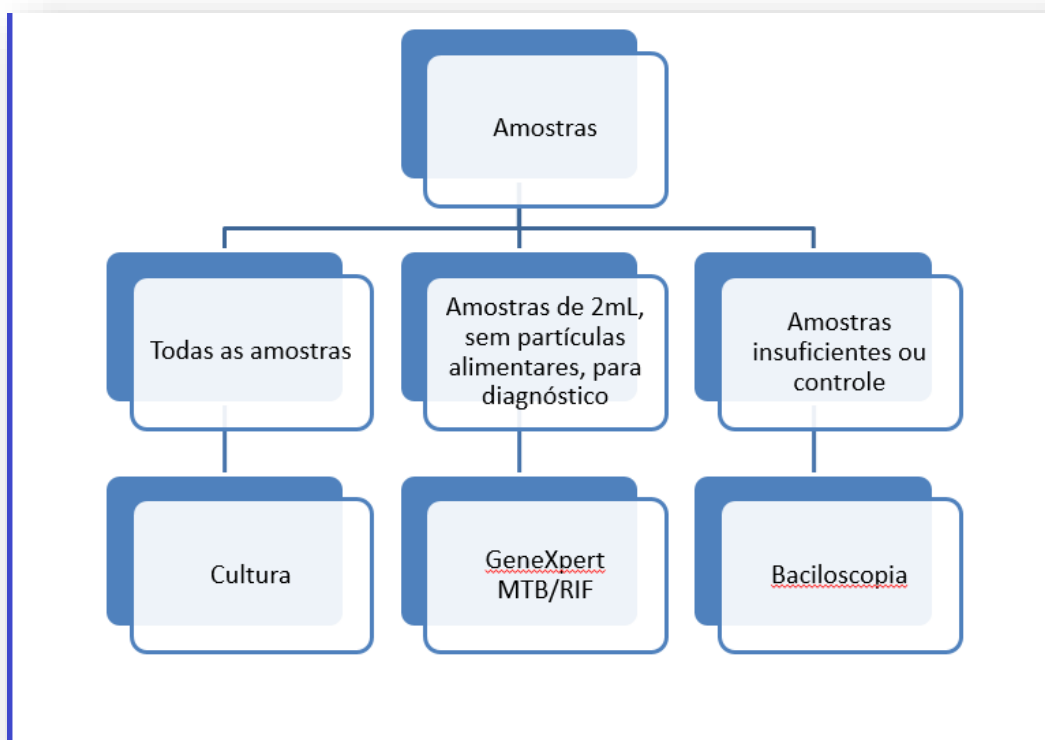 Amostras
Todas as amostras
Amostras de 2mL,
sem partículas
alimentares, para
diagnóstico
Amostras
insuficientes ou
controle
Cultura
GeneXpert
MTB/RIF
Baciloscopia